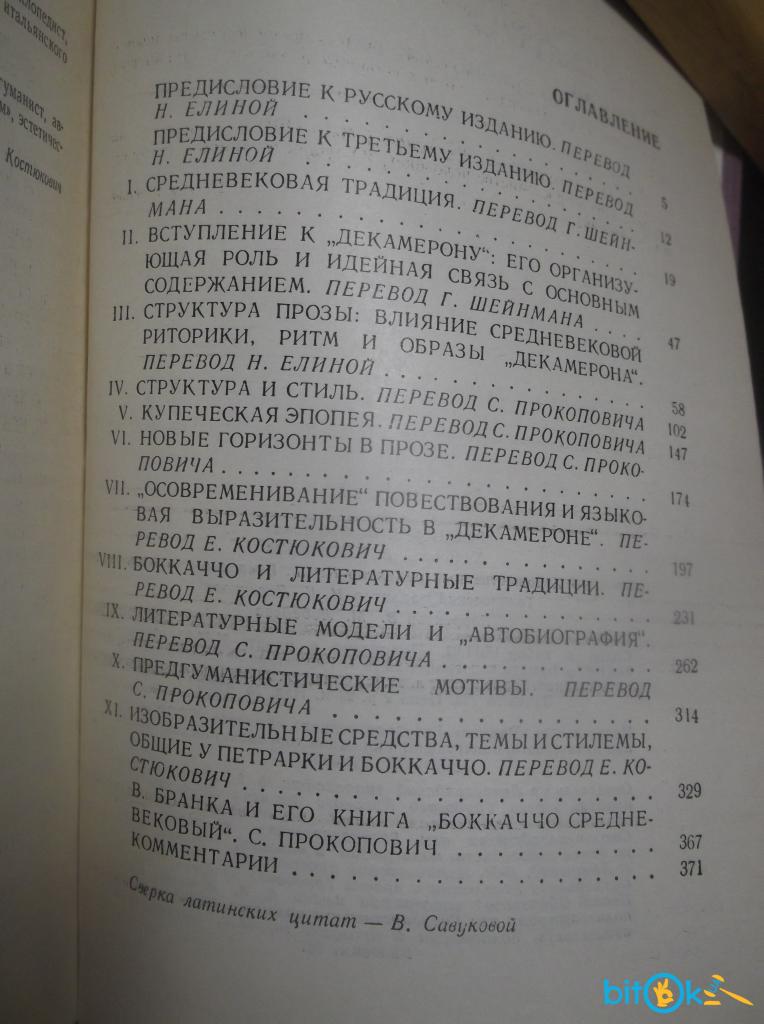 лопедист,
итальянского
гуманист, ав-
м", эстетичес-
Костюкович
ОГЛАВЛЕНИЕ
ПРЕДИСЛОВИЕ К РУССКОМУ ИЗДАНИЮ. ПЕРЕВОД
Н. ЕЛИНОЙ . . . . . . . . . . . . . . . 5
ПРЕДИСЛОВИЕ К ТРЕТЬЕМУ ИЗДАНИЮ. ПЕРЕВОД
Н. ЕЛИНОЙ . . . . . . . . . . . . . . . 12
I. СРЕДНЕВЕКОВАЯ ТРАДИЦИЯ. ПЕРЕВОД Г. ШЕЙН-
МАНА . . . . . . . . . . . . . . . . . 19
II. ВСТУПЛЕНИЕ К „ДЕКАМЕРОНУ“: ЕГО ОРГАНИЗУ-
ЮЩАЯ РОЛЬ И ИДЕЙНАЯ СВЯЗЬ С ОСНОВНЫМ
СОДЕРЖАНИЕМ. ПЕРЕВОД Г. ШЕЙНМАНА . . . . 47
III. СТРУКТУРА ПРОЗЫ: ВЛИЯНИЕ СРЕДНЕВЕКОВОЙ
РИТОРИКИ, РИТМ И ОБРАЗЫ „ДЕКАМЕРОНА“.
ПЕРЕВОД Н. ЕЛИНОЙ . . . . . . . . . . . 58
IV. СТРУКТУРА И СТИЛЬ. ПЕРЕВОД С. ПРОКОПОВИЧА 102
V. КУПЕЧЕСКАЯ ЭПОПЕЯ. ПЕРЕВОД С. ПРОКОПОВИЧА 147
VI. НОВЫЕ ГОРИЗОНТЫ В ПРОЗЕ. ПЕРЕВОД С. ПРОКО-
ПОВИЧА . . . . . . . . . . . . . . . . 174
VII. „ОСОВРЕМЕНИВАНИЕ“ ПОВЕСТВОВАНИЯ И ЯЗЫКО-
ВАЯ ВЫРАЗИТЕЛЬНОСТЬ В „ДЕКАМЕРОНЕ“. ПЕ-
РЕВОД Е. КОСТЮКОВИЧ . . . . . . . . . . 197
VIII. БОККАЧЧО И ЛИТЕРАТУРНЫЕ ТРАДИЦИИ. ПЕ-
РЕВОД Е. КОСТЮКОВИЧ . . . . . . . . . . 231
IX. ЛИТЕРАТУРНЫЕ МОДЕЛИ И „АВТОБИОГРАФИЯ“.
ПЕРЕВОД С. ПРОКОПОВИЧА . . . . . . . . . 262
X. ПРЕДГУМАНИСТИЧЕСКИЕ МОТИВЫ. ПЕРЕВОД
С. ПРОКОПОВИЧА . . . . . . . . . . . . . 314
XI. ИЗОБРАЗИТЕЛЬНЫЕ СРЕДСТВА, ТЕМЫ И СТИЛЕМЫ,
ОБЩИЕ У ПЕТРАРКИ И БОККАЧЧО. ПЕРЕВОД Е. КО-
СТЮКОВИЧ . . . . . . . . . . . . . . . 329
В. БРАНКА И ЕГО КНИГА „БОККАЧЧО СРЕДНЕ-
ВЕКОВЫЙ“. С. ПРОКОПОВИЧ . . . . . . . . 367
КОММЕНТАРИИ . . . . . . . . . . . . . . 371
Сверка латинских цитат — В. Савуковой
bitok